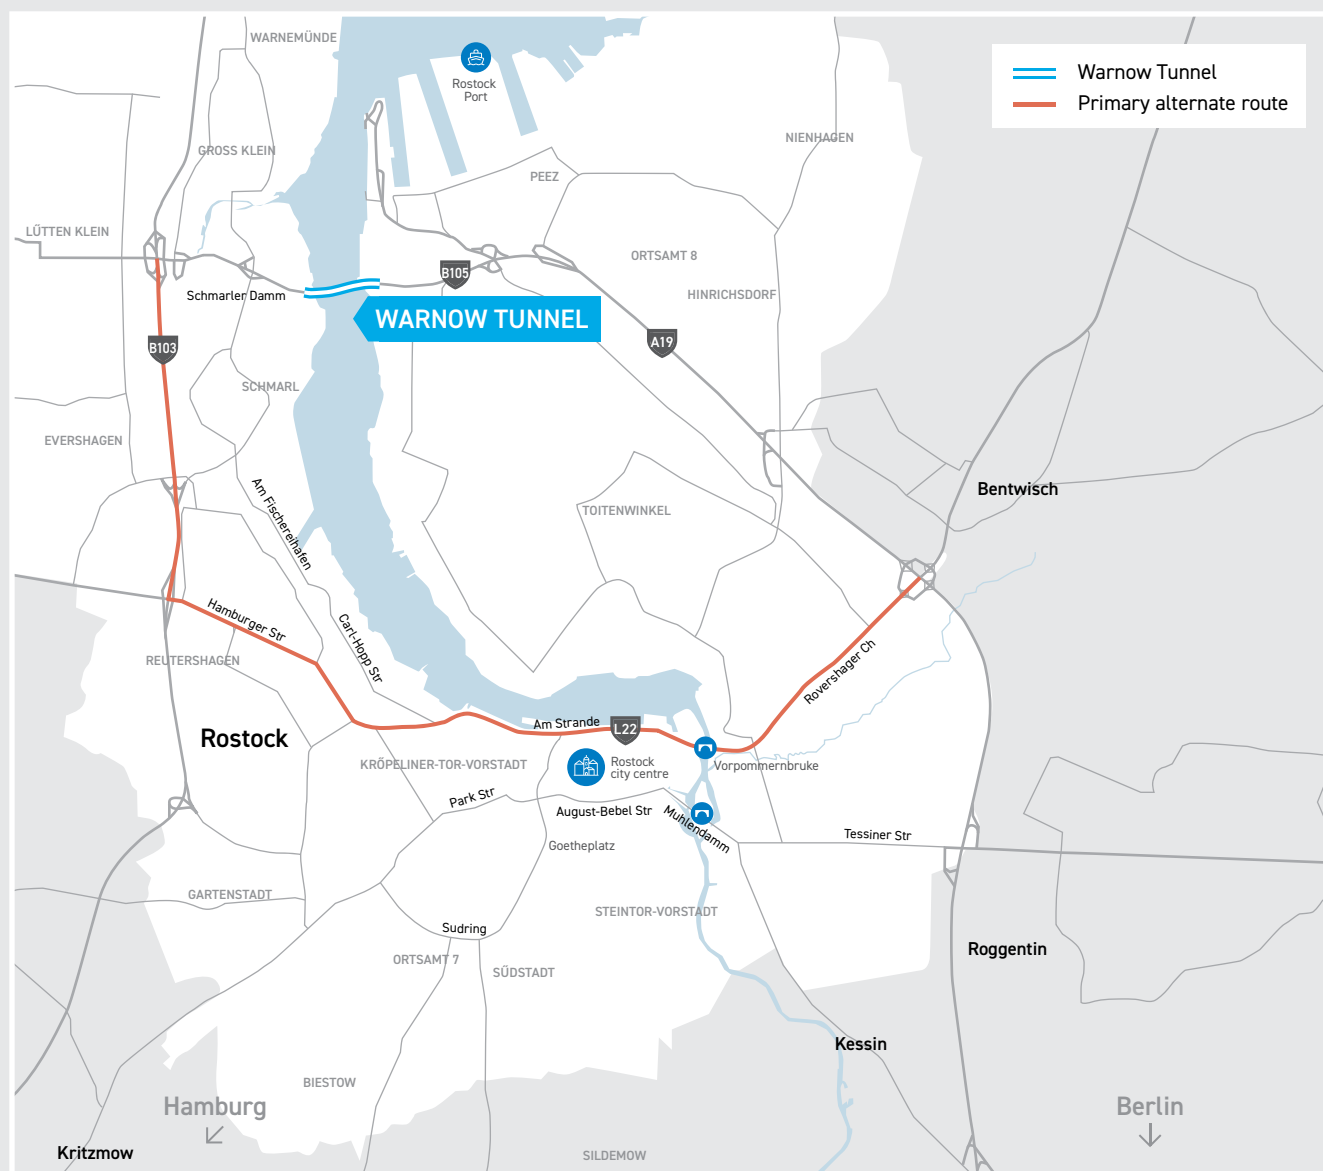 WARNEMÜNDE
Rostock
Port
Warnow Tunnel
Primary alternate route
NIENHAGEN
GROSS KLEIN
PEEZ
LÜTTEN KLEIN
ORTSAMT 8
B105
Schmarler Damm
HINRICHSDORF
WARNOW TUNNEL
B103
A19
SCHMARL
EVERSHAGEN
Am Fischereihafen
Bentwisch
TOITENWINKEL
Hamburger Str
Carl-Hopp Str
REUTERSHAGEN
Rovershager Ch
Am Strande
L22
Rostock
KRÖPELINER-TOR-VORSTADT
Rostock
city centre
Vorpommernbruke
Park Str
August-Bebel Str
Muhlendamm
Tessiner Str
Goetheplatz
GARTENSTADT
STEINTOR-VORSTADT
Sudring
Roggentin
ORTSAMT 7
SÜDSTADT
Kessin
BIESTOW
Hamburg
Berlin
Kritzmow
SILDEMOW